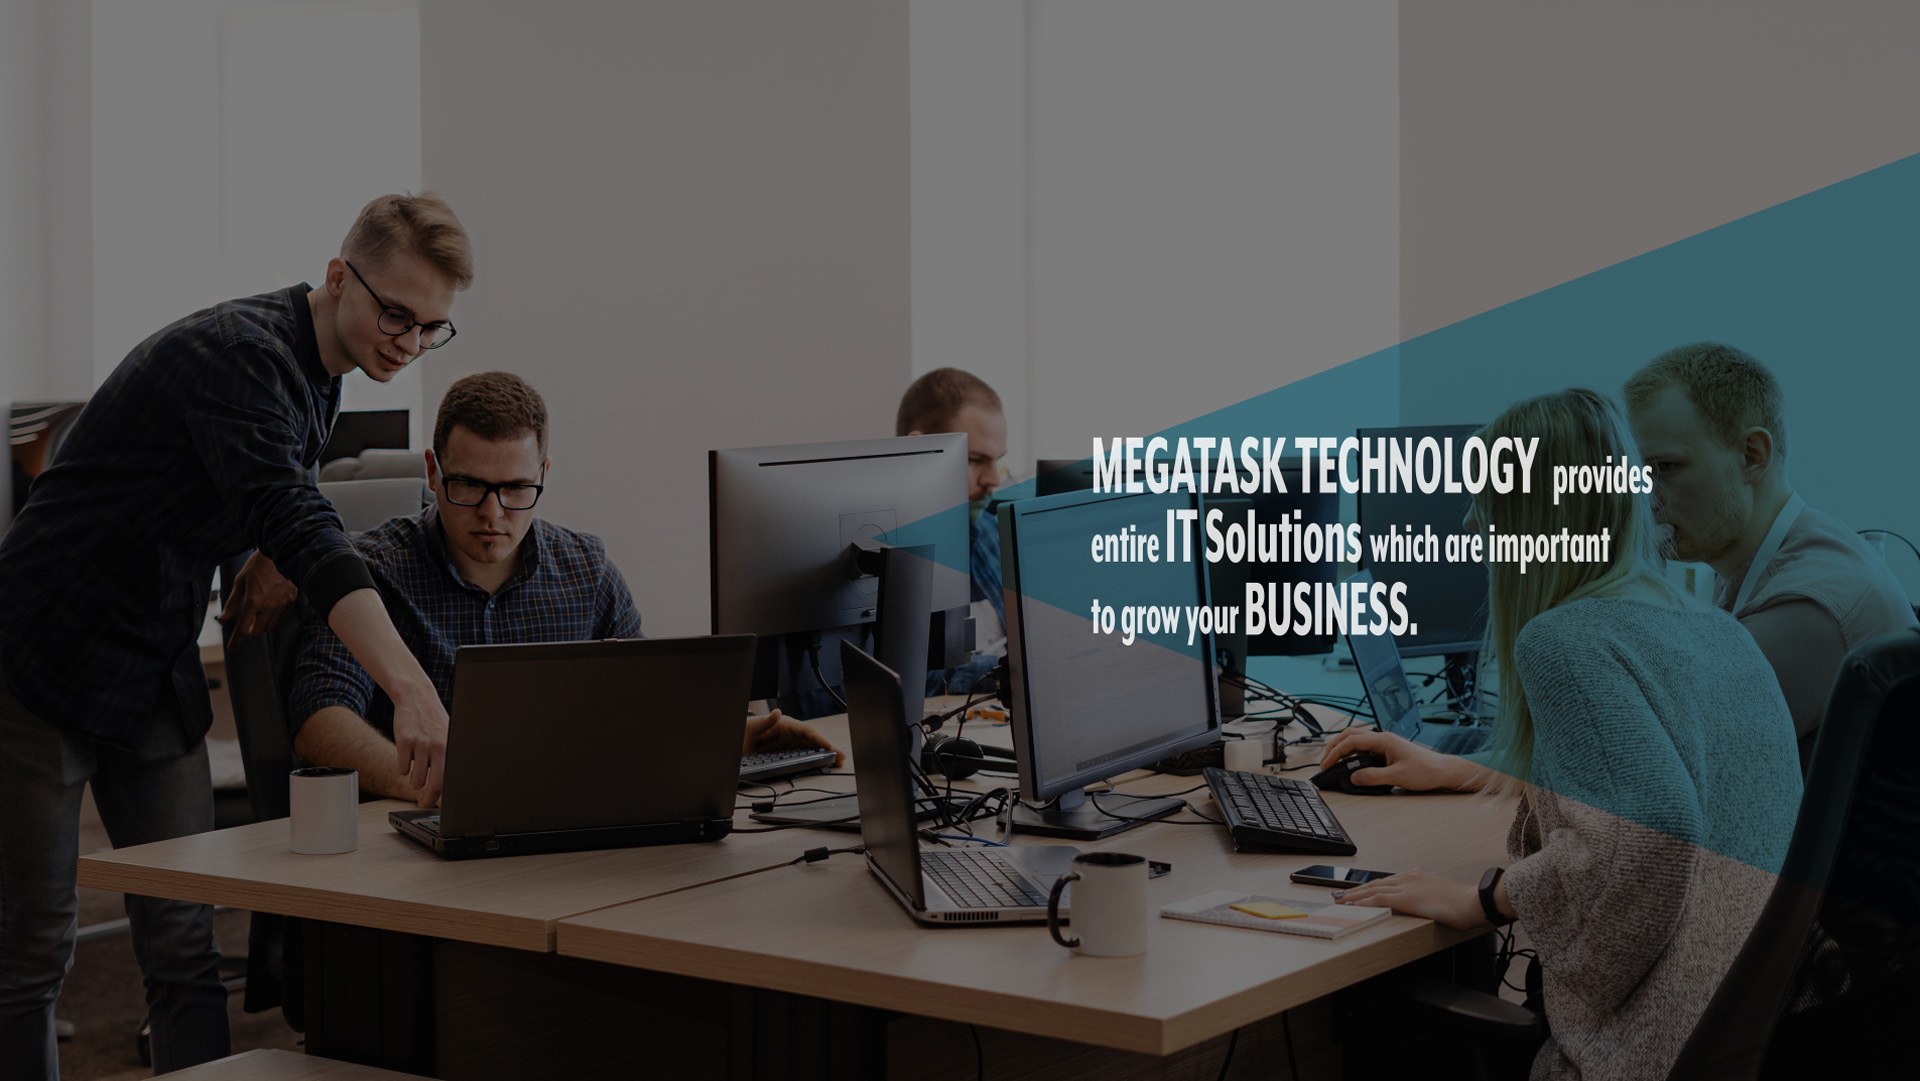 MEGATASK TECHNOLOGY provides
entire IT Solutions which are important
to grow your BUSINESS.